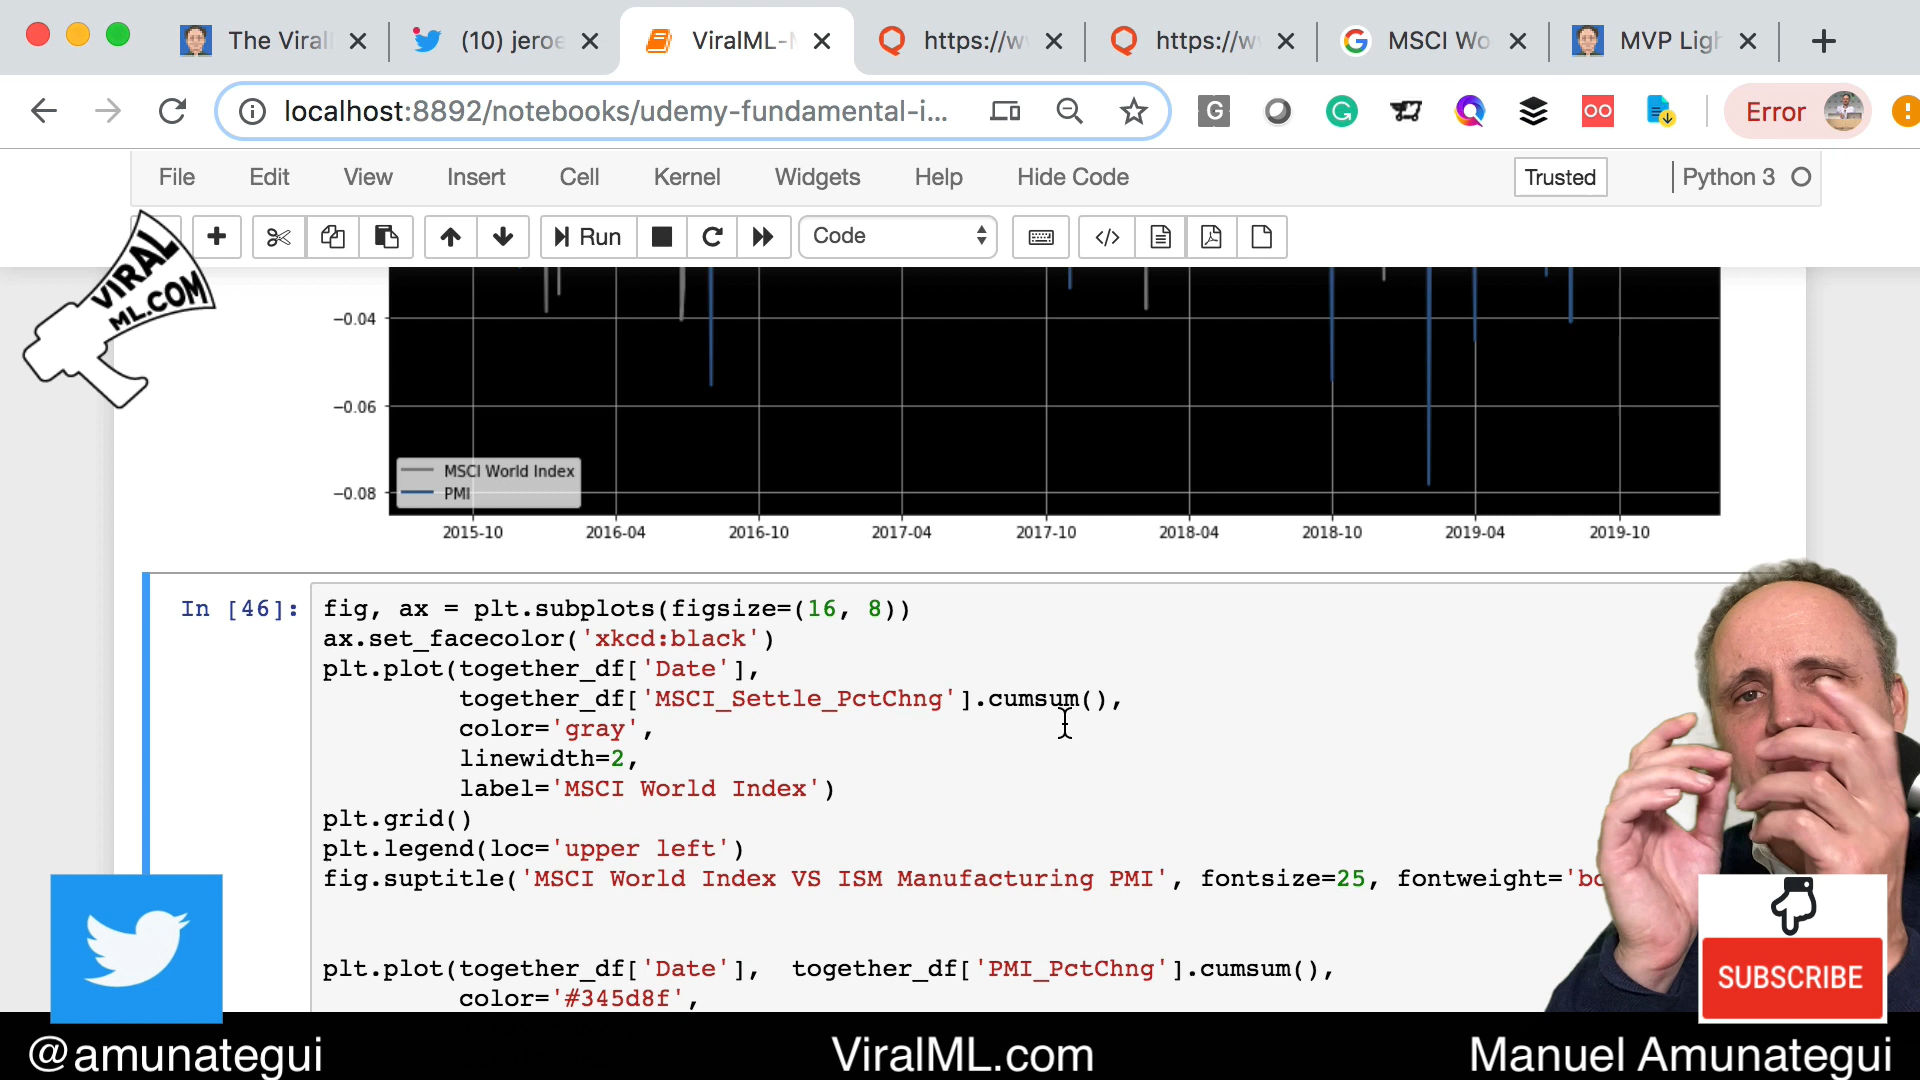 The Viral
(10) jeroe
ViralML-
https://w
https://w
MSCI Wo
MVP Ligh
localhost:8892/notebooks/udemy-fundamental-i...
G
Error
File Edit View Insert Cell Kernel Widgets Help Hide Code
Trusted
Python 3
Run
Code
VIRAL
ML.COM
−0.04
−0.06
−0.08
MSCI World Index
PMI
2015-10 2016-04 2016-10 2017-04 2017-10 2018-04 2018-10 2019-04 2019-10
In [46]:
fig, ax = plt.subplots(figsize=(16, 8))
ax.set_facecolor('xkcd:black')
plt.plot(together_df['Date'],
together_df['MSCI_Settle_PctChng'].cumsum(),
color='gray',
linewidth=2,
label='MSCI World Index')
plt.grid()
plt.legend(loc='upper left')
fig.suptitle('MSCI World Index VS ISM Manufacturing PMI', fontsize=25, fontweight='bo
plt.plot(together_df['Date'], together_df['PMI_PctChng'].cumsum(),
color='#345d8f',
SUBSCRIBE
@amunategui
ViralML.com
Manuel Amunategui